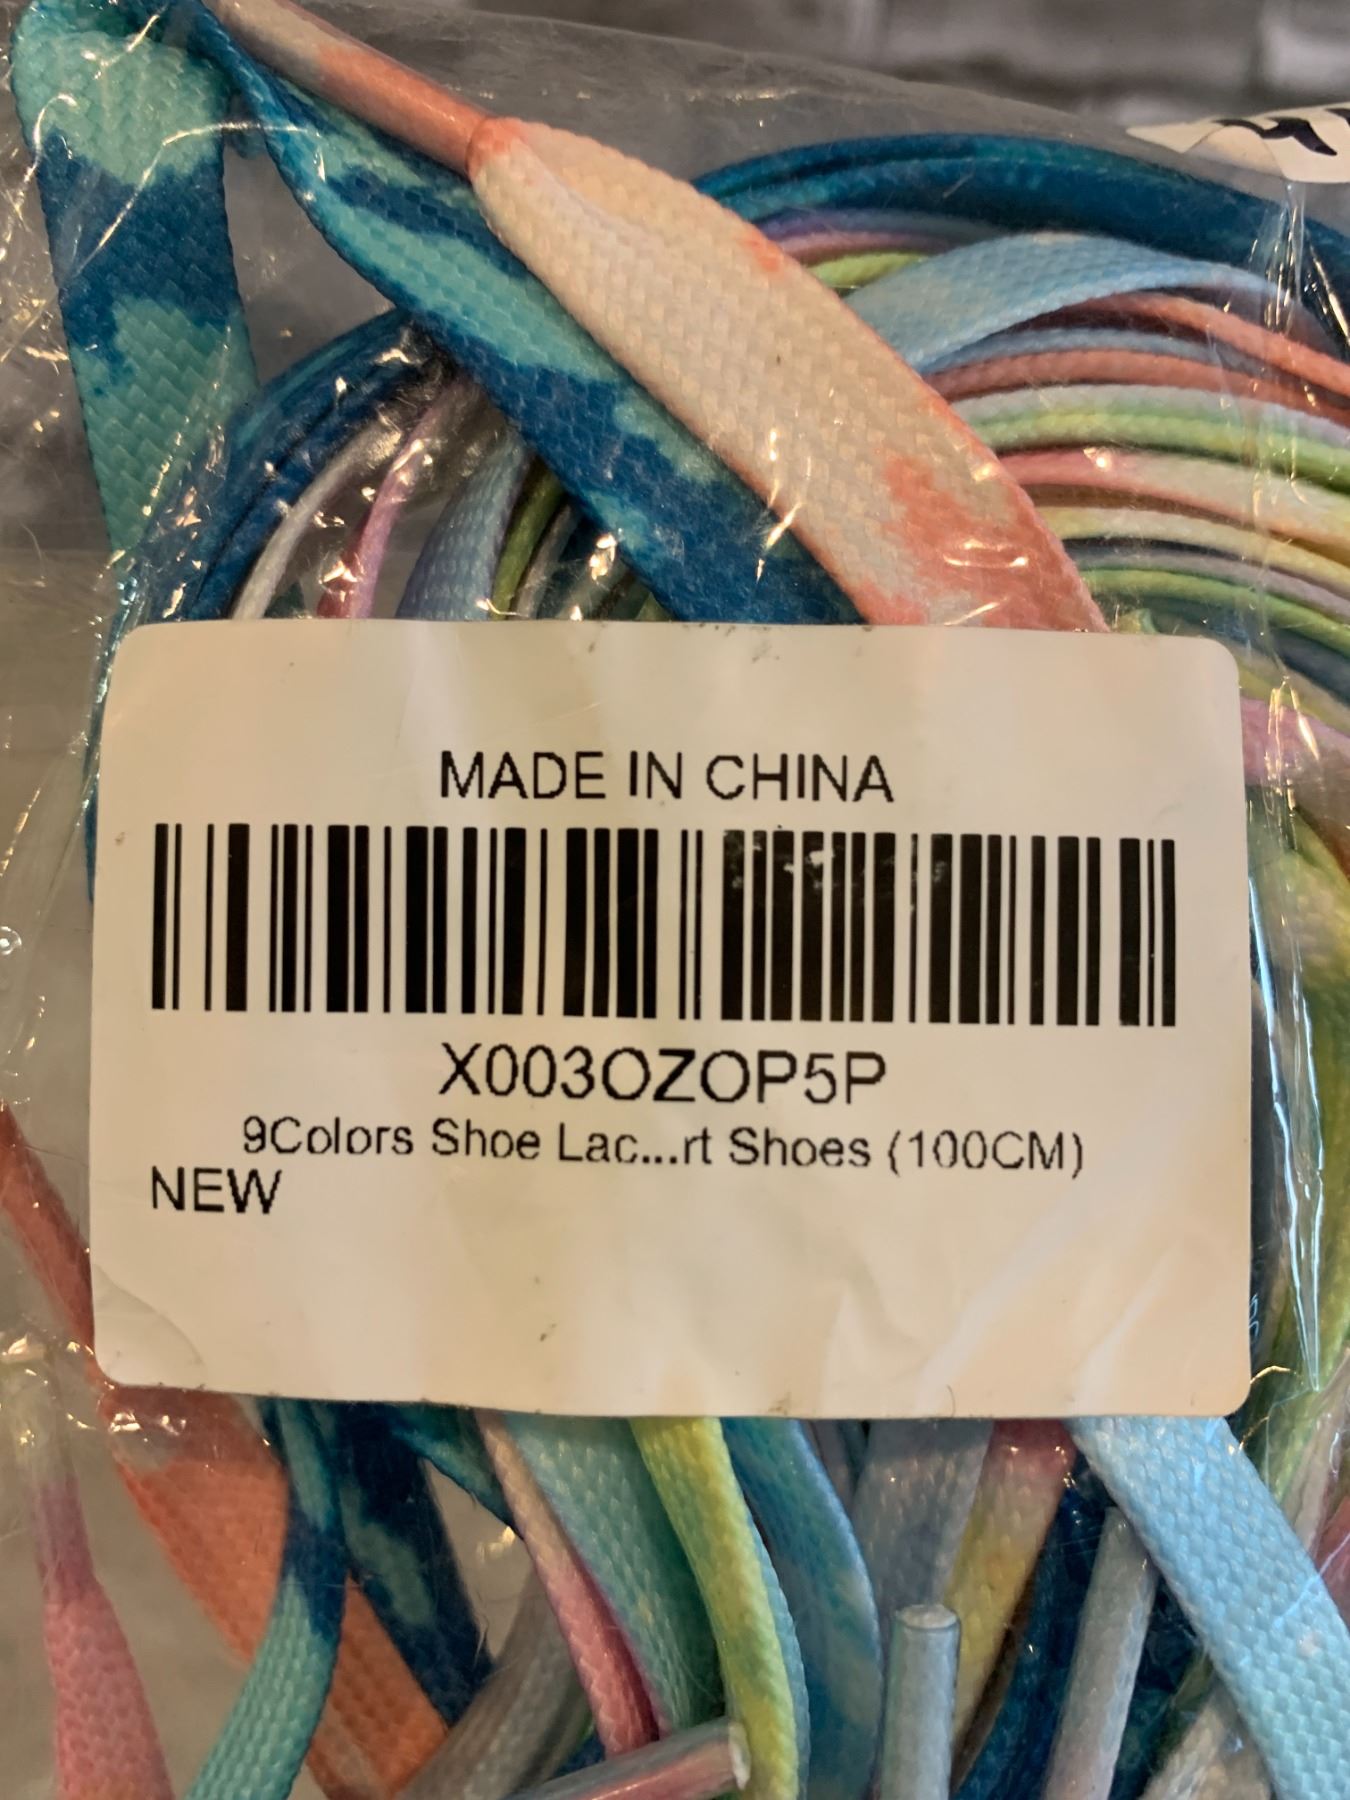 MADE IN CHINA
X003OZOP5P
9Colors Shoe Lac...rt Shoes (100CM)
NEW